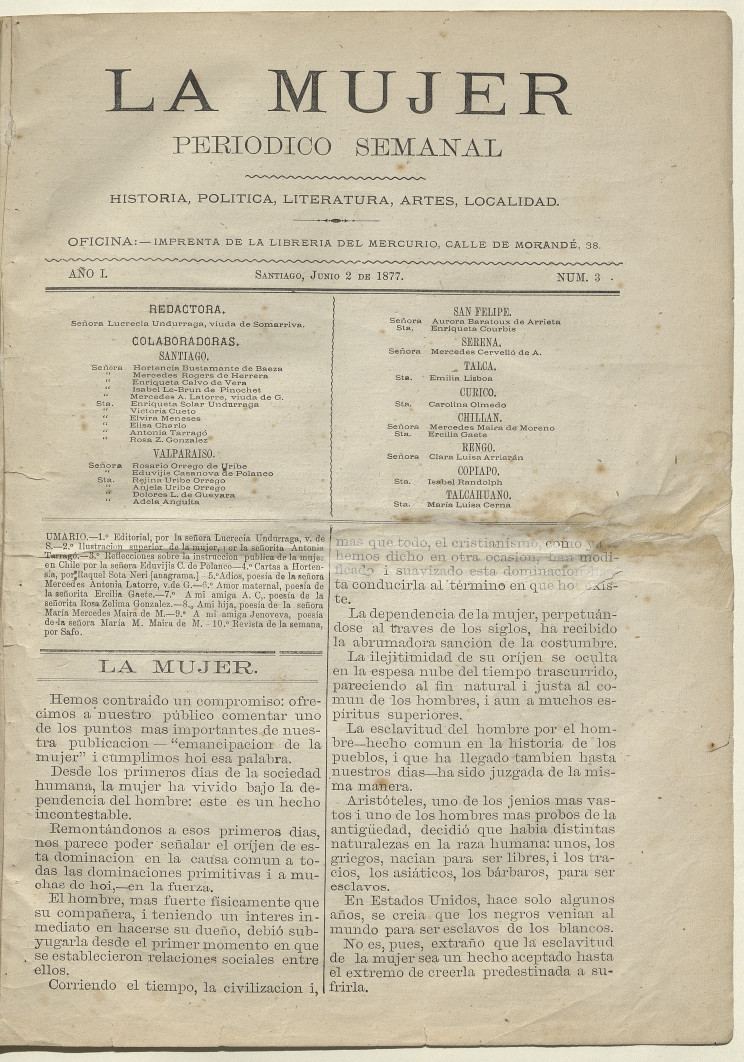 LA MUJER
PERIODICO SEMANAL
HISTORIA, POLITICA, LITERATURA, ARTES, LOCALIDAD.
OFICINA:—IMPRENTA DE LA LIBRERIA DEL MERCURIO, CALLE DE MORANDÉ, 38.
AÑO I. SANTIAGO, JUNIO 2 DE 1877. NUM. 3
REDACTORA.
Señora Lucrecia Undurraga, viuda de Somarriva.
COLABORADORAS.
SANTIAGO.
Señora Hortencia Bustamante de Baeza
“ Mercedes Rogers de Herrera
“ Enriqueta Calvo de Vera
“ Isabel Le-Brun de Pinochet
“ Mercedes A. Latorre, viuda de G.
Sta. Enriqueta Solar Undurraga
“ Victoria Cueto
“ Elvira Meneses
“ Elisa Charlo
“ Antonia Tarragó
“ Rosa Z. Gonzalez
VALPARAISO.
Señora Rosario Orrego de Uribe
“ Eduvijis Casanova de Polanco
Sta. Rejina Uribe Orrego
“ Anjela Uribe Orrego
“ Dolores L. de Guevara
“ Adela Anguita
SAN FELIPE.
Señora Aurora Baratoux de Arrieta
Sta. Enriqueta Courbis
SERENA.
Señora Mercedes Cervelló de A.
TALCA.
Sta. Emilia Lisboa
CURICO.
Sta. Carolina Olmedo
CHILLAN.
Señora Mercedes Maira de Moreno
Sta. Ercilia Gaete
RENGO.
Señora Clara Luisa Arriarán
COPIAPO.
Sta. Isabel Randolph
TALCAHUANO.
Sta. María Luisa Cerna
UMARIO.—1.º Editorial, por la señora Lucrecia Undurraga, v. de
S.—2.º Ilustracion superior de la mujer, por la señorita Antonia
Tarragó.—3.º Reflecciones sobre la instruccion publica de la mujer
en Chile por la señora Eduvijis C. de Polanco—4.º Cartas a Horten-
sia, por Raquel Sota Neri [anagrama.] —5.º Adios, poesía de la señora
Mercedes Antonia Latorre, v. de G.—6.º Amor maternal, poesía de
la señorita Ercilia Gaete.—7.º A mi amiga A. C., poesía de la
señorita Rosa Zelima Gonzalez.—8., A mi hija, poesía de la señora
María Mercedes Maira de M.—9.º A mi amiga Jenoveva, poesía
de la señora María M. Maira de M. -10.º Revista de la semana,
por Safo.
LA MUJER.
Hemos contraido un compromiso: ofre-
cimos a nuestro público comentar uno
de los puntos mas importantes de nues-
tra publicacion — “emancipacion de la
mujer” i cumplimos hoi esa palabra.
Desde los primeros dias de la sociedad
humana, la mujer ha vivido bajo la de-
pendencia del hombre: este es un hecho
incontestable.
Remontándonos a esos primeros dias,
nos parece poder señalar el oríjen de es-
ta dominacion en la causa comun a to-
das las dominaciones primitivas i a mu-
chas de hoi,—en la fuerza.
El hombre, mas fuerte físicamente que
su compañera, i teniendo un interes in-
mediato en hacerse su dueño, debió sub-
yugarla desde el primer momento en que
se establecieron relaciones sociales entre
ellos.
Corriendo el tiempo, la civilizacion i,
mas que todo, el cristianismo, como ya
hemos dicho en otra ocasion, han modi-
ficado i suavizado esta dominacion
ta conducirla al término en que hoi exis-
te.
La dependencia de la mujer, perpetuán-
dose al traves de los siglos, ha recibido
la abrumadora sancion de la costumbre.
La ilejitimidad de su oríjen se oculta
en la espesa nube del tiempo trascurrido,
pareciendo al fin natural i justa al co-
mun de los hombres, i aun a muchos es-
píritus superiores.
La esclavitud del hombre por el hom-
bre—hecho comun en la historia de los
pueblos, i que ha llegado tambien hasta
nuestros dias—ha sido juzgada de la mis-
ma manera.
Aristóteles, uno de los jenios mas vas-
tos i uno de los hombres mas probos de la
antigüedad, decidió que habia distintas
naturalezas en la raza humana: unos, los
griegos, nacian para ser libres, i los tra-
cios, los asiáticos, los bárbaros, para ser
esclavos.
En Estados Unidos, hace solo algunos
años, se creia que los negros venian al
mundo para ser esclavos de los blancos.
No es, pues, extraño que la esclavitud
de la mujer sea un hecho aceptado hasta
el extremo de creerla predestinada a su-
frirla.